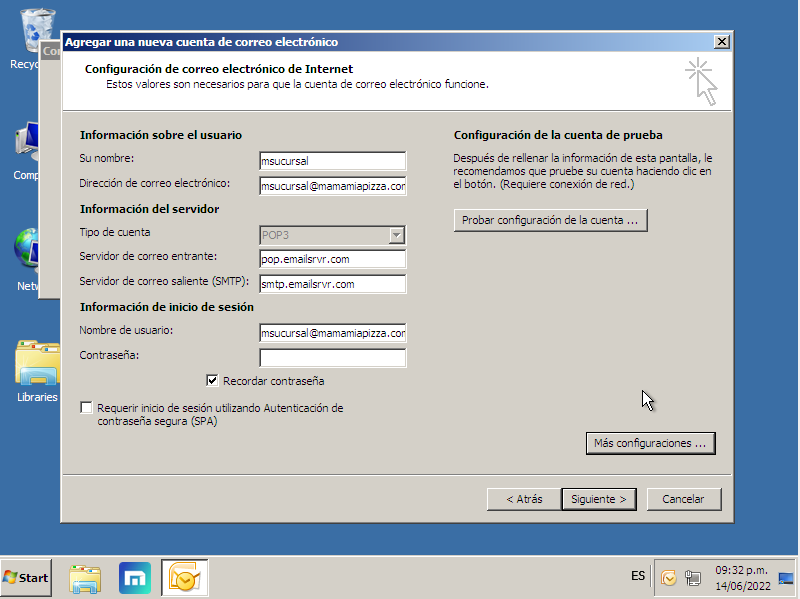 Recyc
Co
Agregar una nueva cuenta de correo electrónico
Configuración de correo electrónico de Internet
Estos valores son necesarios para que la cuenta de correo electrónico funcione.
Información sobre el usuario
Su nombre:
msucursal
Dirección de correo electrónico:
msucursal@mamamiapizza.cor
Información del servidor
Tipo de cuenta
POP3
Servidor de correo entrante:
pop.emailsrvr.com
Servidor de correo saliente (SMTP):
smtp.emailsrvr.com
Información de inicio de sesión
Nombre de usuario:
msucursal@mamamiapizza.cor
Contraseña:
Recordar contraseña
Requerir inicio de sesión utilizando Autenticación de
contraseña segura (SPA)
Configuración de la cuenta de prueba
Después de rellenar la información de esta pantalla, le
recomendamos que pruebe su cuenta haciendo clic en
el botón. (Requiere conexión de red.)
Probar configuración de la cuenta ...
Más configuraciones ...
< Atrás
Siguiente >
Cancelar
Comp
Netw
Libraries
Start
ES
09:32 p.m.
14/06/2022